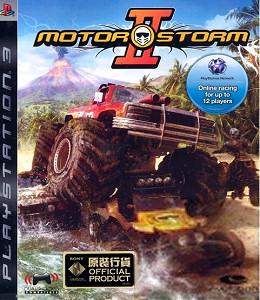 PLAYSTATION 3
MOTORSTORM
II
PlayStation Network
Online racing
for up to
12 players
SONY
原裝行貨
OFFICIAL
PRODUCT